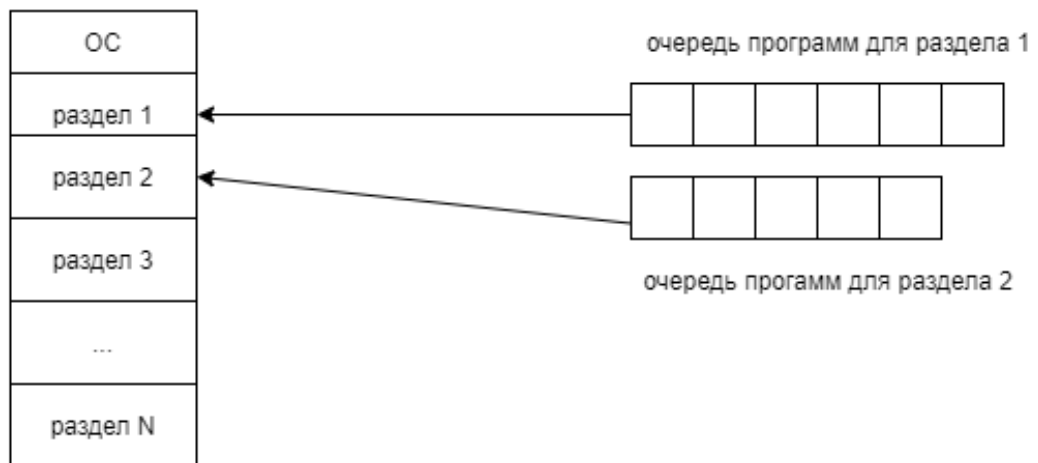 ОС
раздел 1
раздел 2
раздел 3
...
раздел N
очередь программ для раздела 1
очередь прогамм для раздела 2